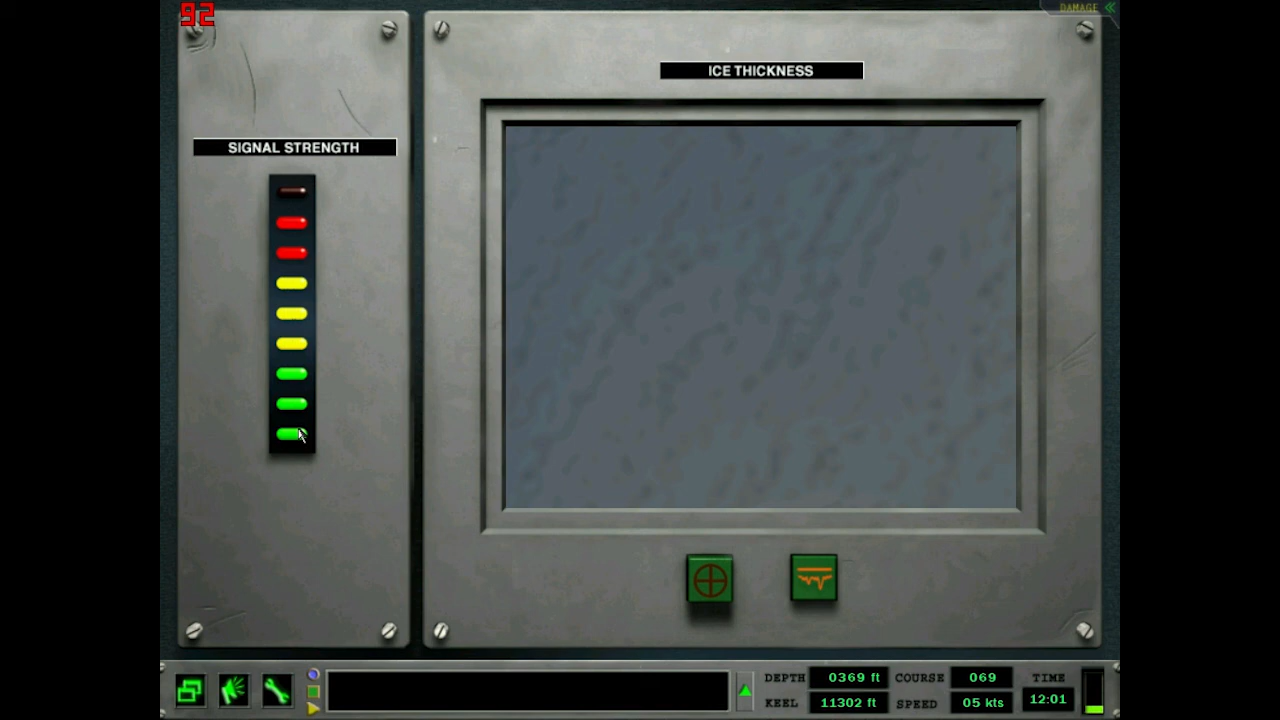 92
DAMAGE
ICE THICKNESS
SIGNAL STRENGTH
DEPTH 0369 ft COURSE 069 TIME
KEEL 11302 ft SPEED 05 kts 12:01